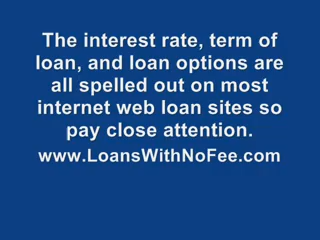 The interest rate, term of
loan, and loan options are
all spelled out on most
internet web loan sites so
pay close attention.
www.LoansWithNoFee.com